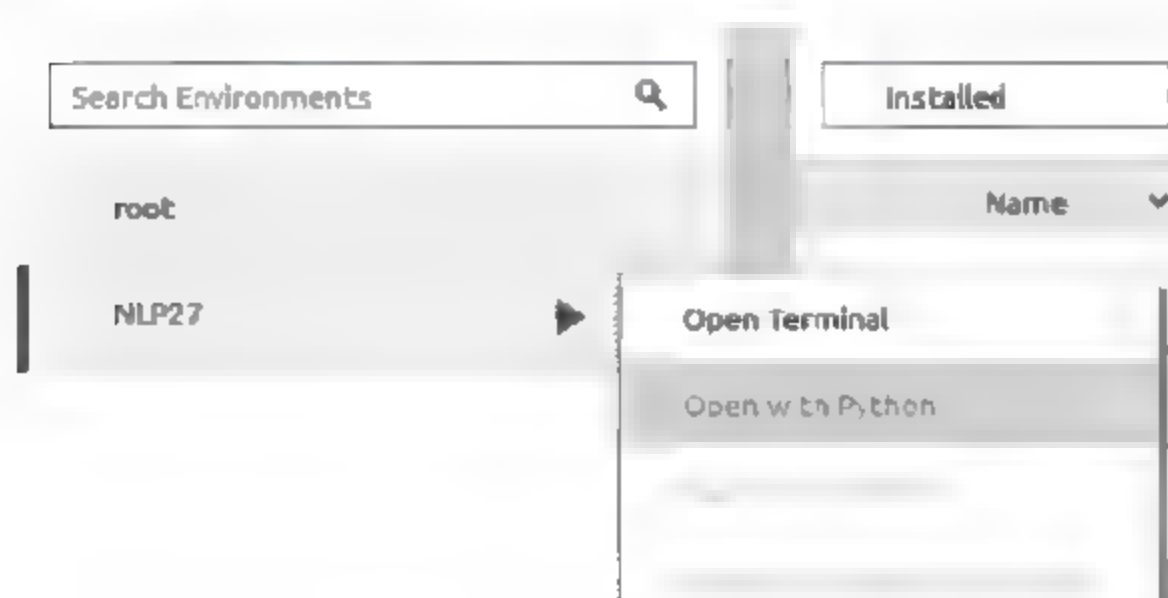 Search Environments
Installed
root
Name
NLP27
Open Terminal
Open with Python